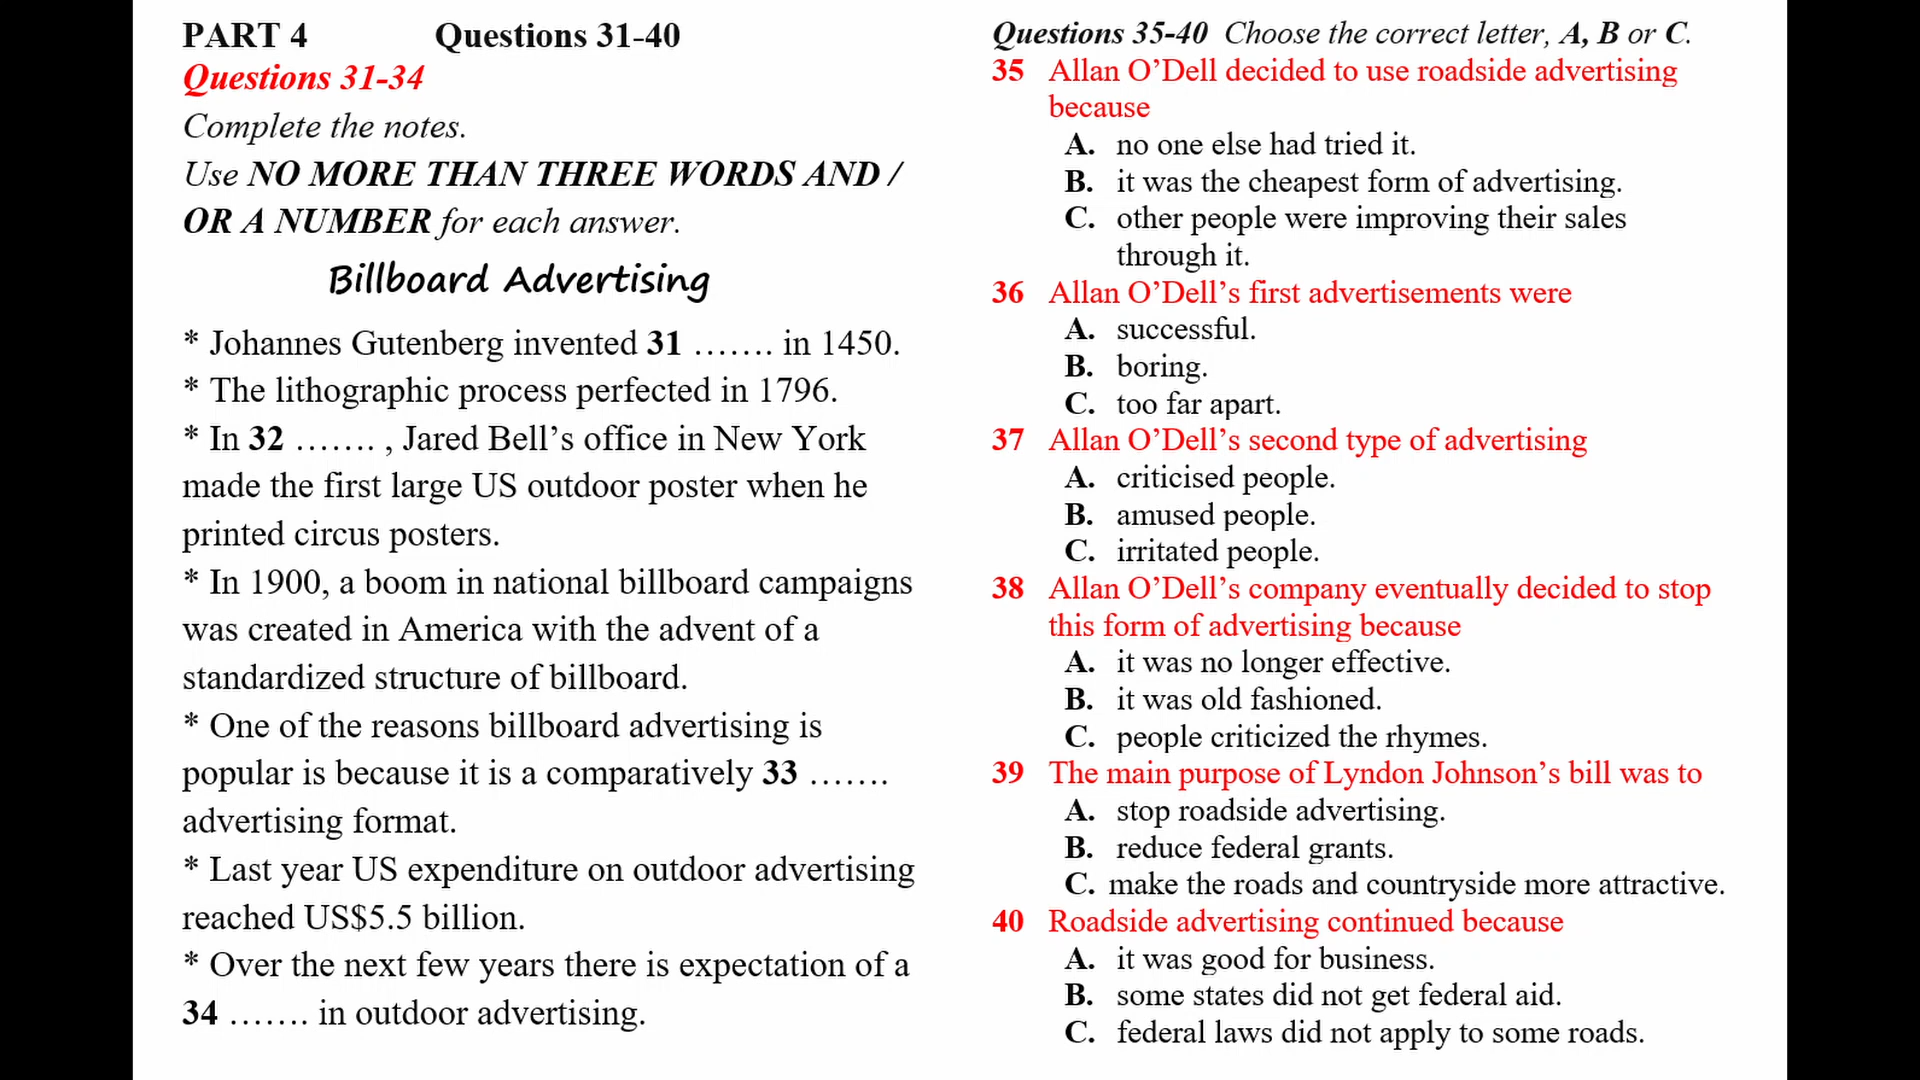 PART 4 Questions 31-40
Questions 31-34
Complete the notes.
Use NO MORE THAN THREE WORDS AND /
OR A NUMBER for each answer.
Billboard Advertising
* Johannes Gutenberg invented 31 ……. in 1450.
* The lithographic process perfected in 1796.
* In 32 ……. , Jared Bell’s office in New York
made the first large US outdoor poster when he
printed circus posters.
* In 1900, a boom in national billboard campaigns
was created in America with the advent of a
standardized structure of billboard.
* One of the reasons billboard advertising is
popular is because it is a comparatively 33 …….
advertising format.
* Last year US expenditure on outdoor advertising
reached US$5.5 billion.
* Over the next few years there is expectation of a
34 ……. in outdoor advertising.
Questions 35-40 Choose the correct letter, A, B or C.
35 Allan O’Dell decided to use roadside advertising
because
A. no one else had tried it.
B. it was the cheapest form of advertising.
C. other people were improving their sales
through it.
36 Allan O’Dell’s first advertisements were
A. successful.
B. boring.
C. too far apart.
37 Allan O’Dell’s second type of advertising
A. criticised people.
B. amused people.
C. irritated people.
38 Allan O’Dell’s company eventually decided to stop
this form of advertising because
A. it was no longer effective.
B. it was old fashioned.
C. people criticized the rhymes.
39 The main purpose of Lyndon Johnson’s bill was to
A. stop roadside advertising.
B. reduce federal grants.
C. make the roads and countryside more attractive.
40 Roadside advertising continued because
A. it was good for business.
B. some states did not get federal aid.
C. federal laws did not apply to some roads.